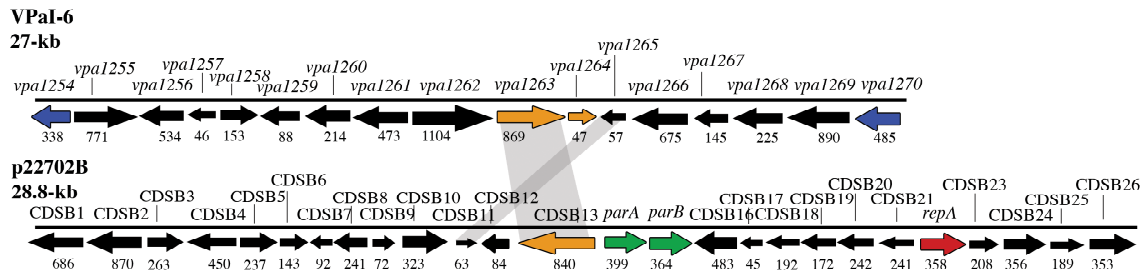 VPaI-6
27-kb
vpa1254 vpa1255 vpa1256 vpa1257 vpa1258 vpa1259 vpa1260 vpa1261 vpa1262 vpa1263 vpa1264 vpa1265 vpa1266 vpa1267 vpa1268 vpa1269 vpa1270
338 771 534 46 153 88 214 473 1104 869 47 57 675 145 225 890 485
p22702B
28.8-kb
CDSB1 CDSB2 CDSB3 CDSB4 CDSB5 CDSB6 CDSB7 CDSB8 CDSB9 CDSB10 CDSB11 CDSB12 CDSB13 parA parB CDSB16 CDSB17 CDSB18 CDSB19 CDSB20 CDSB21 repA CDSB23 CDSB24 CDSB25 CDSB26
686 870 263 450 237 143 92 241 72 323 63 84 840 399 364 483 45 192 172 242 241 358 208 356 189 353